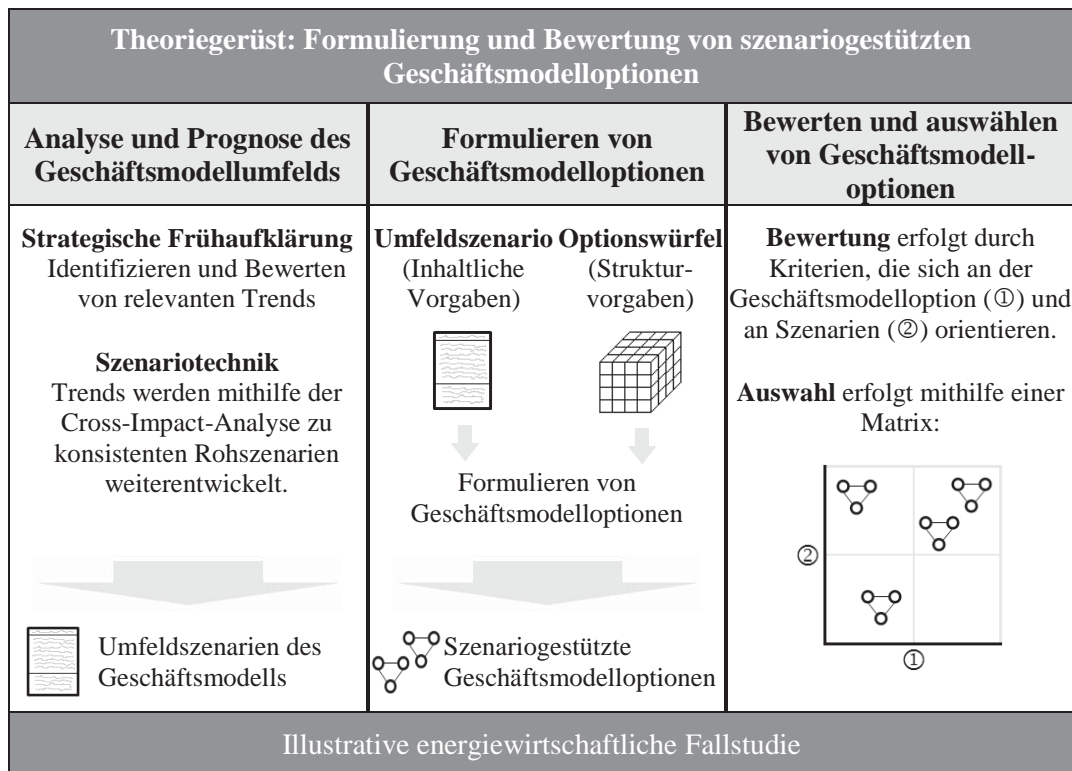 Theoriegerüst: Formulierung und Bewertung von szenariogestützten
Geschäftsmodelloptionen
Analyse und Prognose des
Geschäftsmodellumfelds
Formulieren von
Geschäftsmodelloptionen
Bewerten und auswählen
von Geschäftsmodell-
optionen
Strategische Frühaufklärung
Identifizieren und Bewerten
von relevanten Trends
Szenariotechnik
Trends werden mithilfe der
Cross-Impact-Analyse zu
konsistenten Rohszenarien
weiterentwickelt.
Umfeldszenarien des
Geschäftsmodells
Umfeldszenario
(Inhaltliche
Vorgaben)
Optionswürfel
(Struktur-
vorgaben)
Formulieren von
Geschäftsmodelloptionen
Szenariogestützte
Geschäftsmodelloptionen
Bewertung erfolgt durch
Kriterien, die sich an der
Geschäftsmodelloption (①) und
an Szenarien (②) orientieren.
Auswahl erfolgt mithilfe einer
Matrix:
②
①
Illustrative energiewirtschaftliche Fallstudie